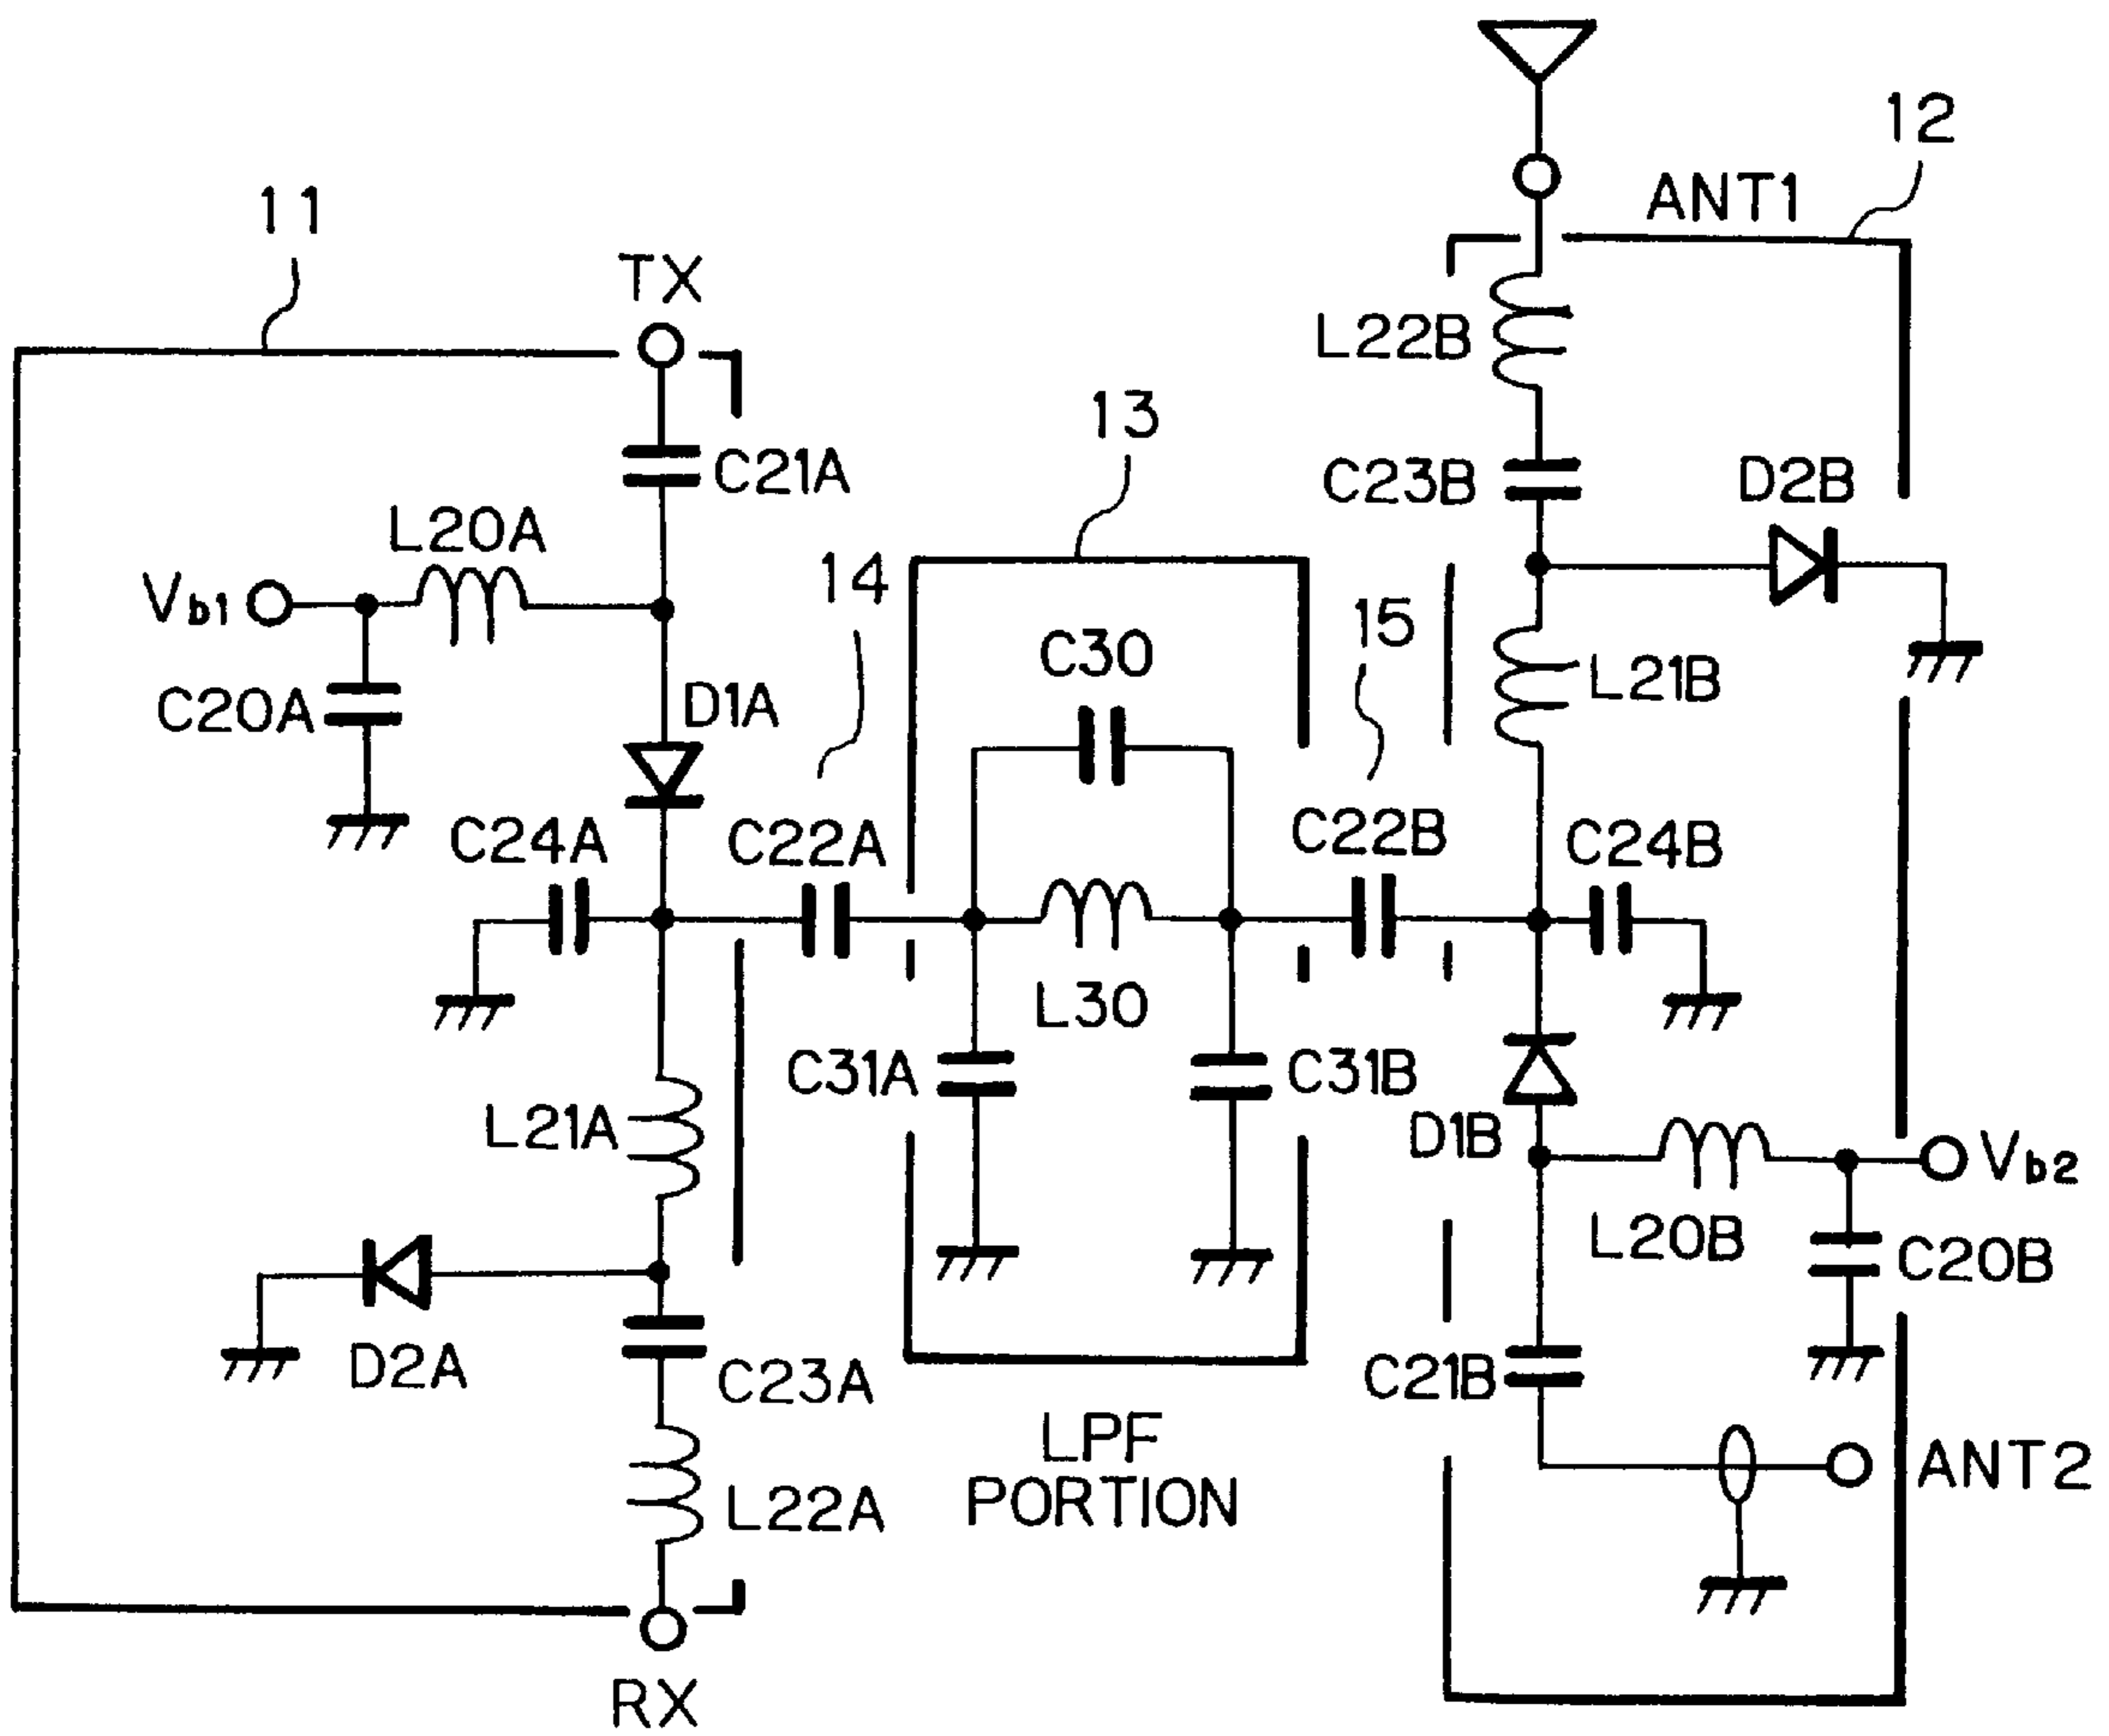 12
ANT1
11
TX
L22B
13
C21A
C23B
D2B
L20A
14
Vb1
15
C30
L21B
C20A
D1A
C24A
C22A
C22B
C24B
L30
C31A
C31B
L21A
D1B
Vb2
L20B
C20B
D2A
C23A
C21B
LPF
PORTION
ANT2
L22A
RX